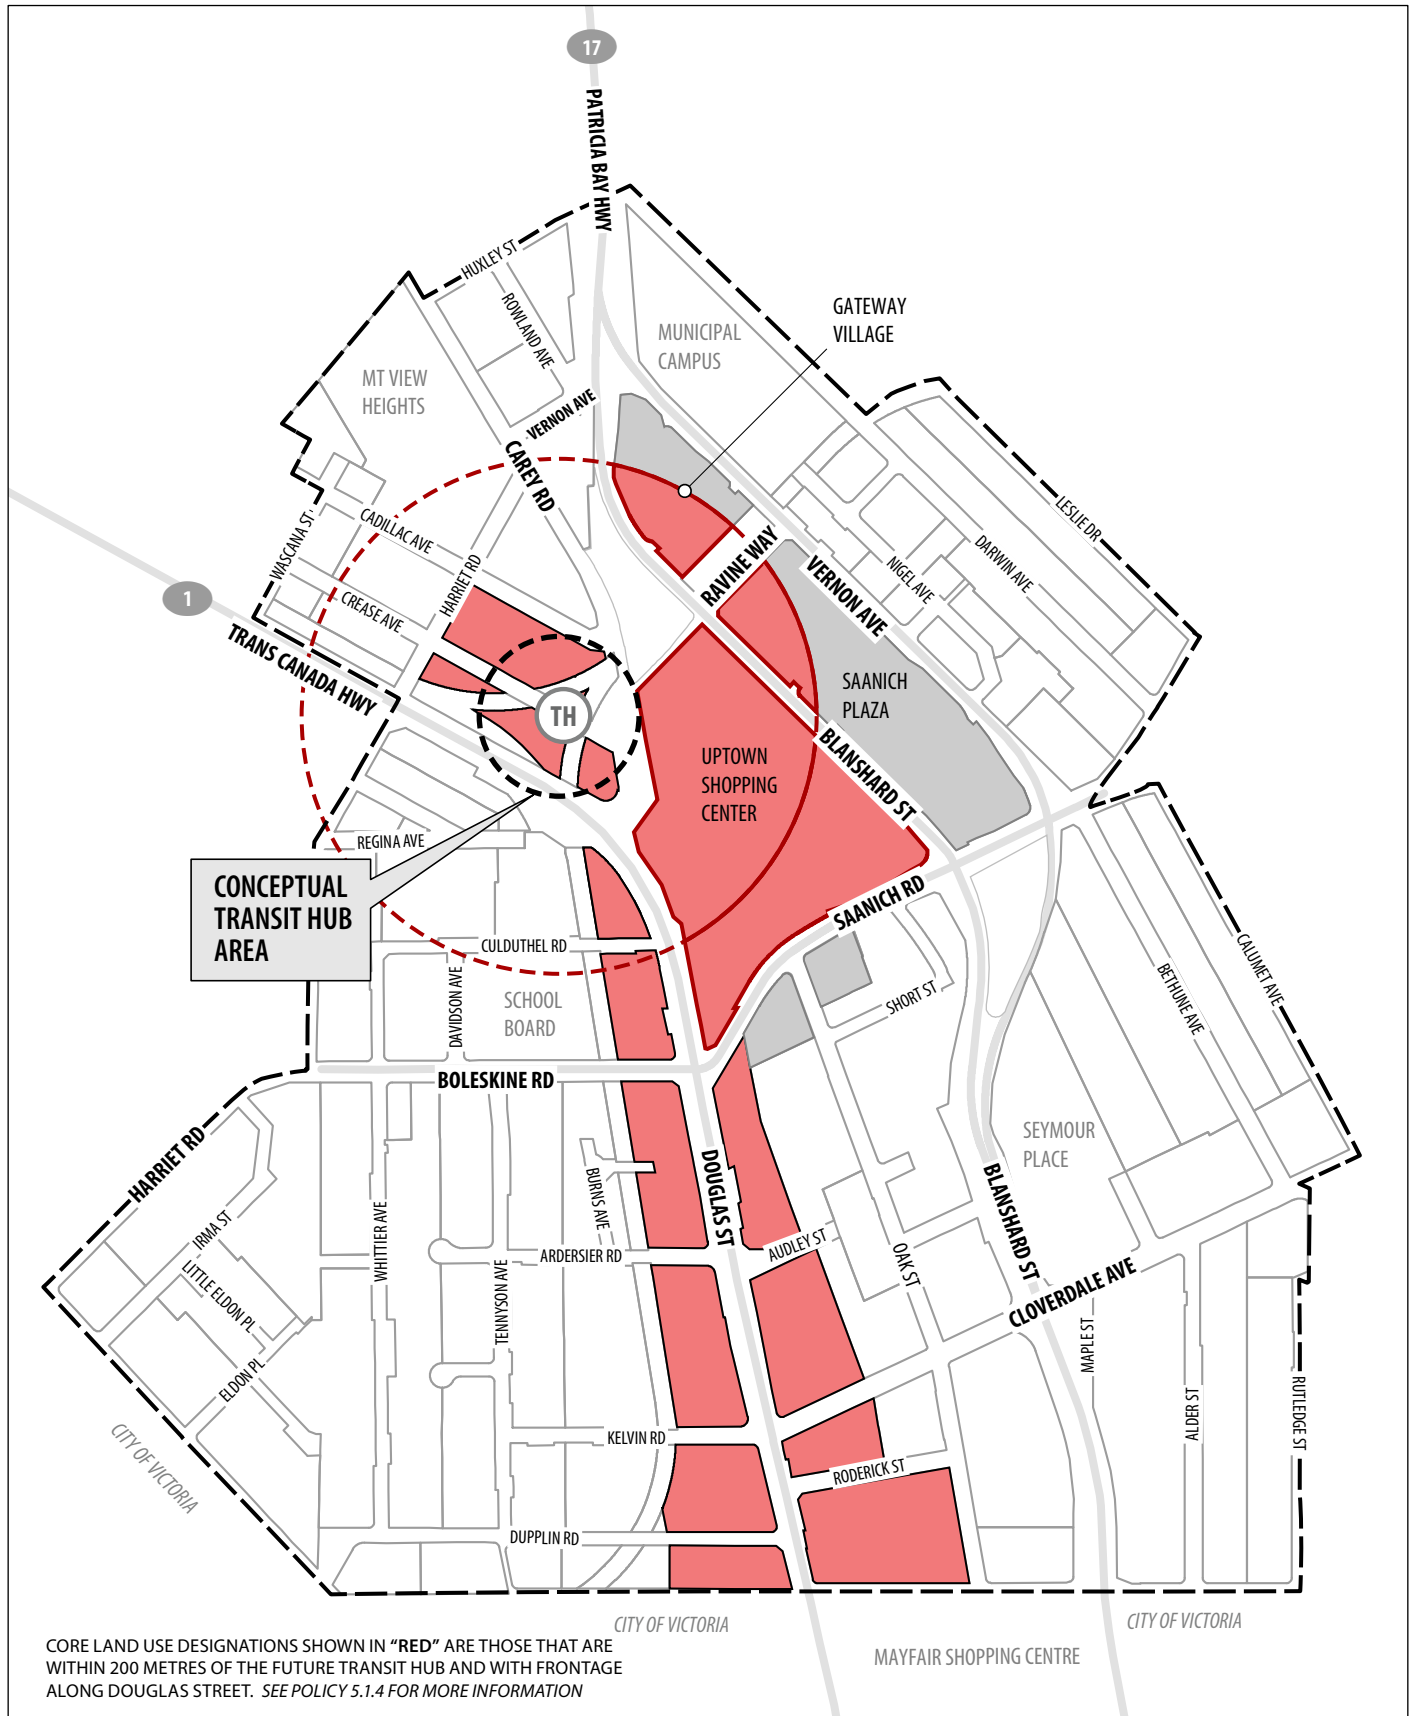 17
PATRICIA BAY HWY
HUXLEY ST
ROWLAND AVE
GATEWAY
VILLAGE
MUNICIPAL
CAMPUS
MT VIEW
HEIGHTS
VERNON AVE
CAREY RD
LESLIE DR
DARWIN AVE
NIGEL AVE
WASCANA ST
CADILLAC AVE
HARRIET RD
CREASE AVE
RAVINE WAY
VERNON AVE
1
TRANS CANADA HWY
TH
SAANICH
PLAZA
BLANSHARD ST
UPTOWN
SHOPPING
CENTER
REGINA AVE
CONCEPTUAL
TRANSIT HUB
AREA
SAANICH RD
CULDUTHEL RD
DAVIDSON AVE
SCHOOL
BOARD
SHORT ST
BETHUNE AVE
CALUMET AVE
BOLESKINE RD
HARRIET RD
SEYMOUR
PLACE
DOUGLAS ST
BURNS AVE
BLANSHARD ST
IRMA ST
WHITTIER AVE
ARDERSIER RD
AUDLEY ST
OAK ST
LITTLE ELDON PL
TENNYSON AVE
CLOVERDALE AVE
MAPLE ST
ELDON PL
ALDER ST
RUTLEDGE ST
CITY OF VICTORIA
KELVIN RD
RODERICK ST
DUPPLIN RD
CITY OF VICTORIA
CITY OF VICTORIA
MAYFAIR SHOPPING CENTRE
CORE LAND USE DESIGNATIONS SHOWN IN “RED” ARE THOSE THAT ARE
WITHIN 200 METRES OF THE FUTURE TRANSIT HUB AND WITH FRONTAGE
ALONG DOUGLAS STREET. SEE POLICY 5.1.4 FOR MORE INFORMATION